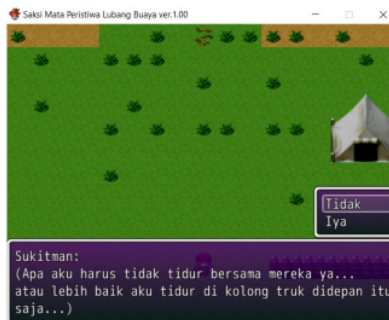 Saksi Mata Peristiwa Lubang Buaya ver.1.00
Tidak
Iya
Sukitman:
(Apa aku harus tidak tidur bersama mereka ya...
atau lebih baik aku tidur di kolong truk didepan itu
saja...)